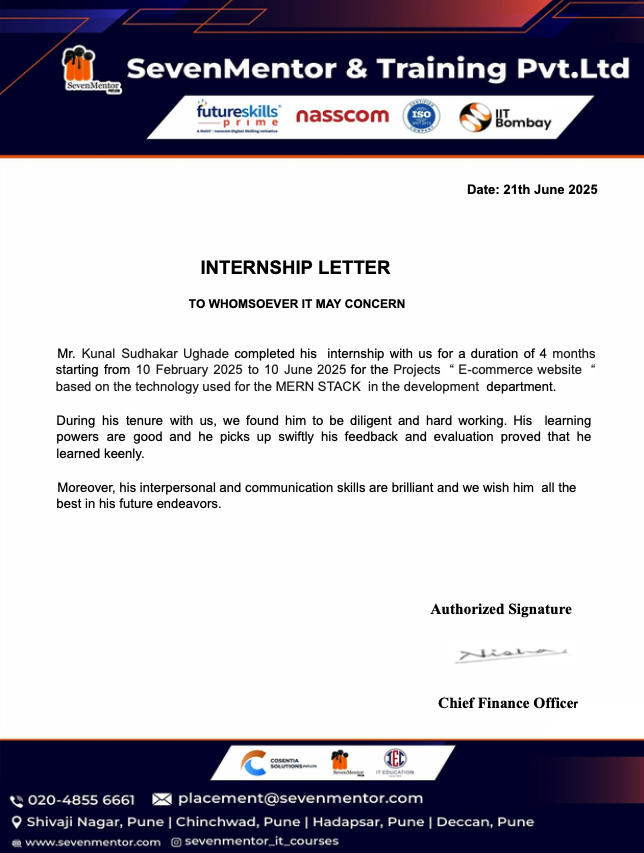 SevenMentor & Training Pvt.Ltd
SevenMentor
futureskills
prime
A MeitY - nasscom Digital Skilling Initiative
nasscom
ISO
IIT
Bombay
Date: 21th June 2025
INTERNSHIP LETTER
TO WHOMSOEVER IT MAY CONCERN
Mr. Kunal Sudhakar Ughade completed his internship with us for a duration of 4 months
starting from 10 February 2025 to 10 June 2025 for the Projects “ E-commerce website “
based on the technology used for the MERN STACK in the development department.
During his tenure with us, we found him to be diligent and hard working. His learning
powers are good and he picks up swiftly his feedback and evaluation proved that he
learned keenly.
Moreover, his interpersonal and communication skills are brilliant and we wish him all the
best in his future endeavors.
Authorized Signature
Nisha
Chief Finance Officer
COSENTIA
SOLUTIONS
SevenMentor
IEC
IT EDUCATION
020-4855 6661 placement@sevenmentor.com
Shivaji Nagar, Pune | Chinchwad, Pune | Hadapsar, Pune | Deccan, Pune
www.sevenmentor.com sevenmentor_it_courses